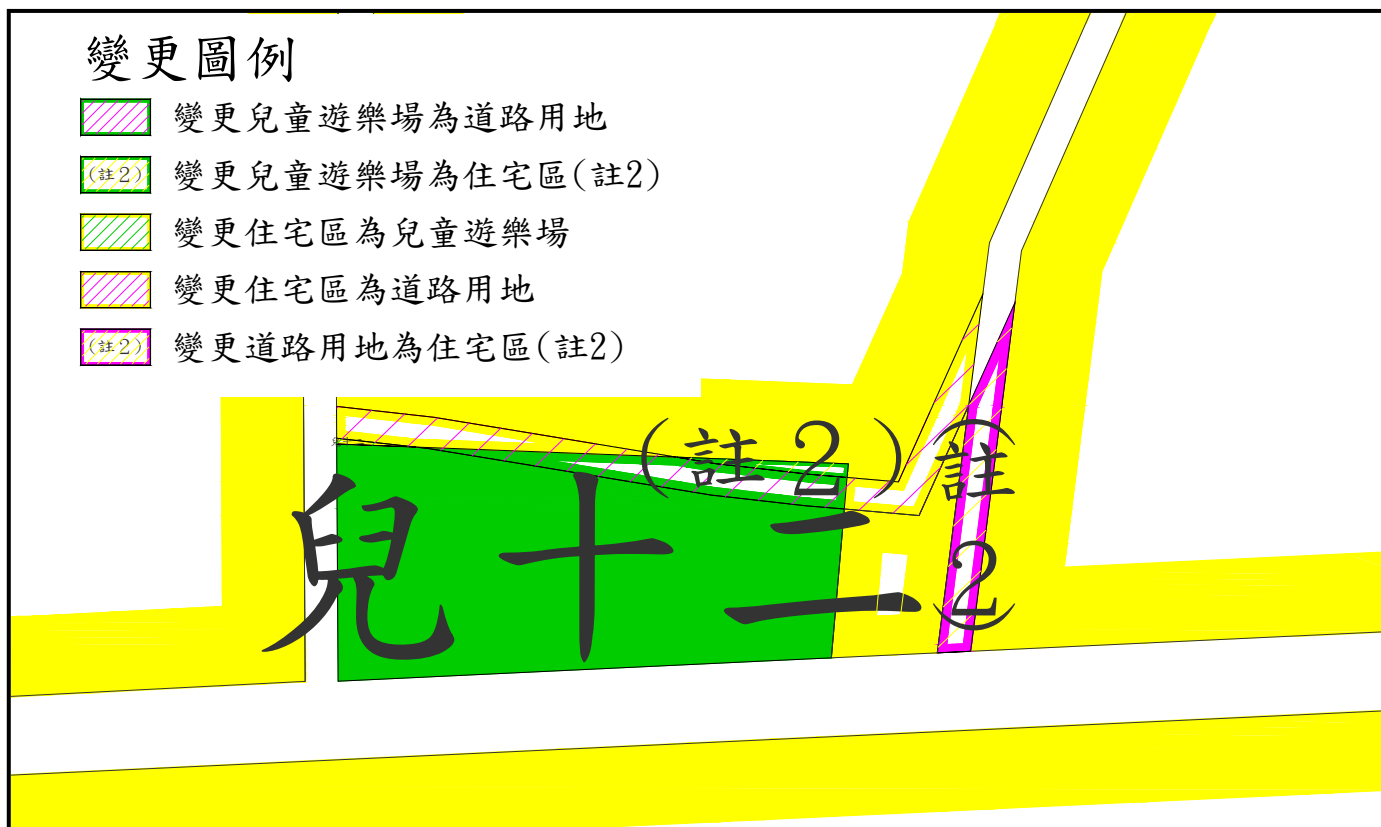 變更圖例
變更兒童遊樂場為道路用地
(註2) 變更兒童遊樂場為住宅區(註2)
變更住宅區為兒童遊樂場
變更住宅區為道路用地
(註2) 變更道路用地為住宅區(註2)
(註2)
(註2)
兒十二